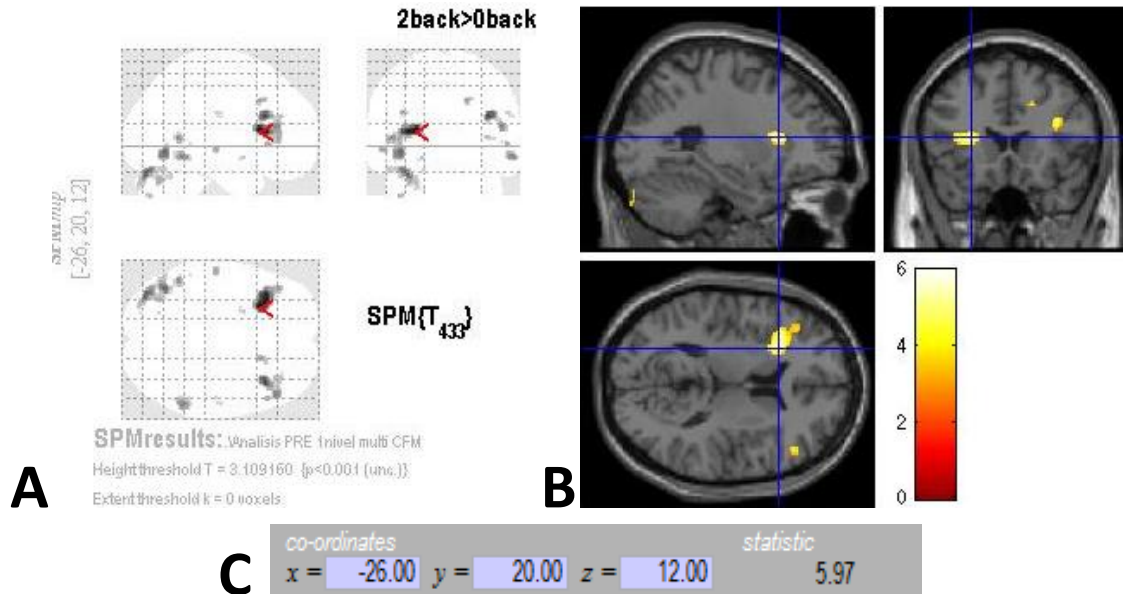 2back>0back
SPMmip
[-26, 20, 12]
SPM{T433}
SPMresults: .\Analisis PRE 1nivel multi CFM
Height threshold T = 3.109160 {p<0.001 (unc.)}
Extent threshold k = 0 voxels
A
B
6
4
2
0
C
co-ordinates
statistic
x = -26.00 y = 20.00 z = 12.00 5.97